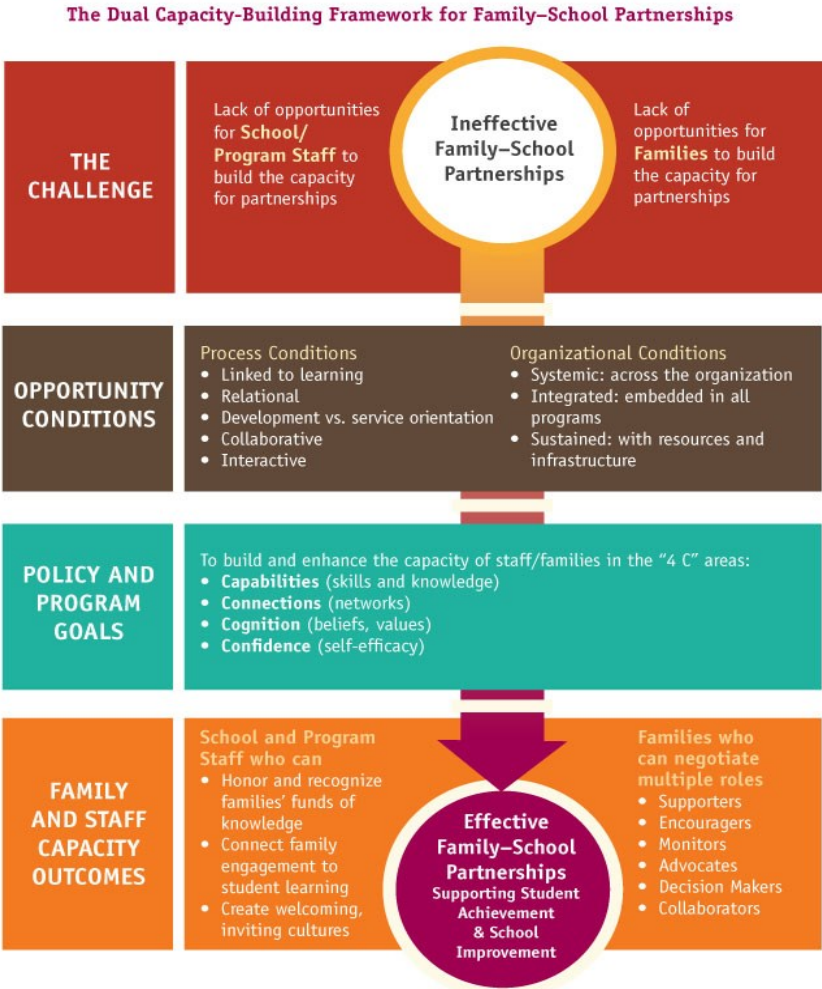 The Dual Capacity-Building Framework for Family–School Partnerships
THE
CHALLENGE
Lack of opportunities
for School/
Program Staff to
build the capacity
for partnerships
Ineffective
Family–School
Partnerships
Lack of
opportunities for
Families to build
the capacity for
partnerships
OPPORTUNITY
CONDITIONS
Process Conditions
• Linked to learning
• Relational
• Development vs. service orientation
• Collaborative
• Interactive
Organizational Conditions
• Systemic: across the organization
• Integrated: embedded in all
programs
• Sustained: with resources and
infrastructure
POLICY AND
PROGRAM
GOALS
To build and enhance the capacity of staff/families in the “4 C” areas:
• Capabilities (skills and knowledge)
• Connections (networks)
• Cognition (beliefs, values)
• Confidence (self-efficacy)
FAMILY
AND STAFF
CAPACITY
OUTCOMES
School and Program
Staff who can
• Honor and recognize
families’ funds of
knowledge
• Connect family
engagement to
student learning
• Create welcoming,
inviting cultures
Effective
Family–School
Partnerships
Supporting Student
Achievement
& School
Improvement
Families who
can negotiate
multiple roles
• Supporters
• Encouragers
• Monitors
• Advocates
• Decision Makers
• Collaborators